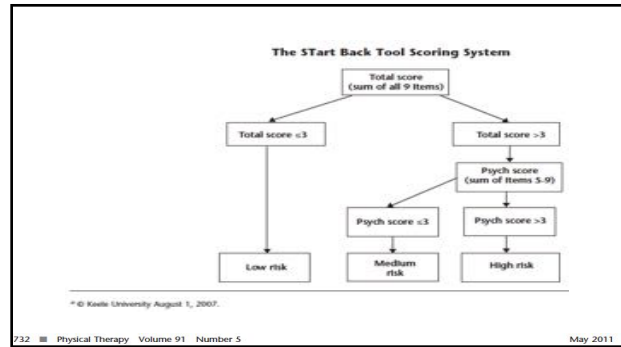 The STart Back Tool Scoring System
Total score
(sum of all 9 Items)
Total score ≤3
Total score >3
Psych score
(sum of Items 5-9)
Psych score ≤3
Psych score >3
Low risk
Medium
risk
High risk
ᵃ © Keele University August 1, 2007.
732 ■ Physical Therapy Volume 91 Number 5 May 2011